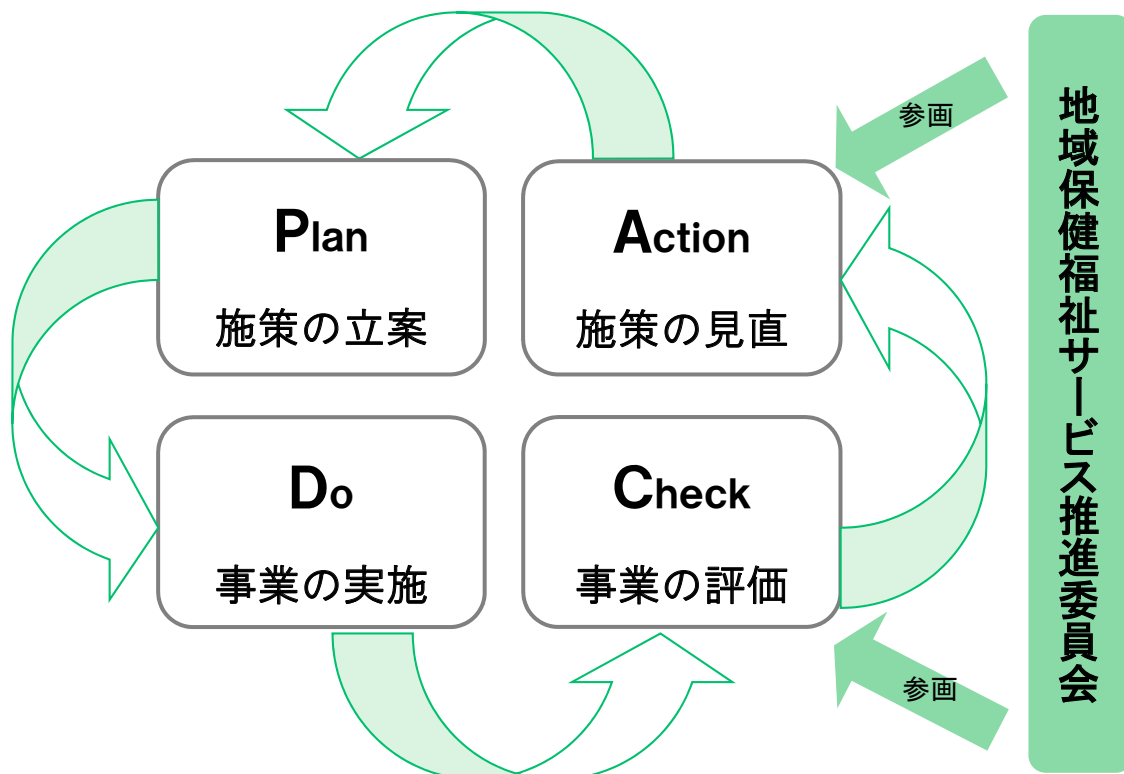 Plan
施策の立案
Action
施策の見直
Do
事業の実施
Check
事業の評価
参画
参画
地域保健福祉サービス推進委員会